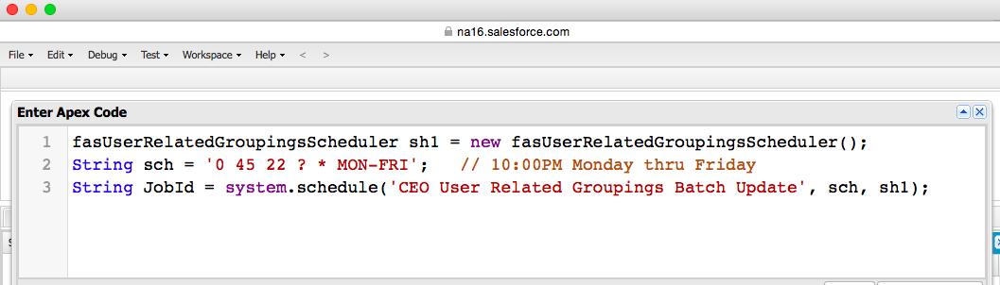 na16.salesforce.com
File Edit Debug Test Workspace Help < >
Enter Apex Code
1 fasUserRelatedGroupingsScheduler sh1 = new fasUserRelatedGroupingsScheduler();
2 String sch = '0 45 22 ? * MON-FRI'; // 10:00PM Monday thru Friday
3 String JobId = system.schedule('CEO User Related Groupings Batch Update', sch, sh1);